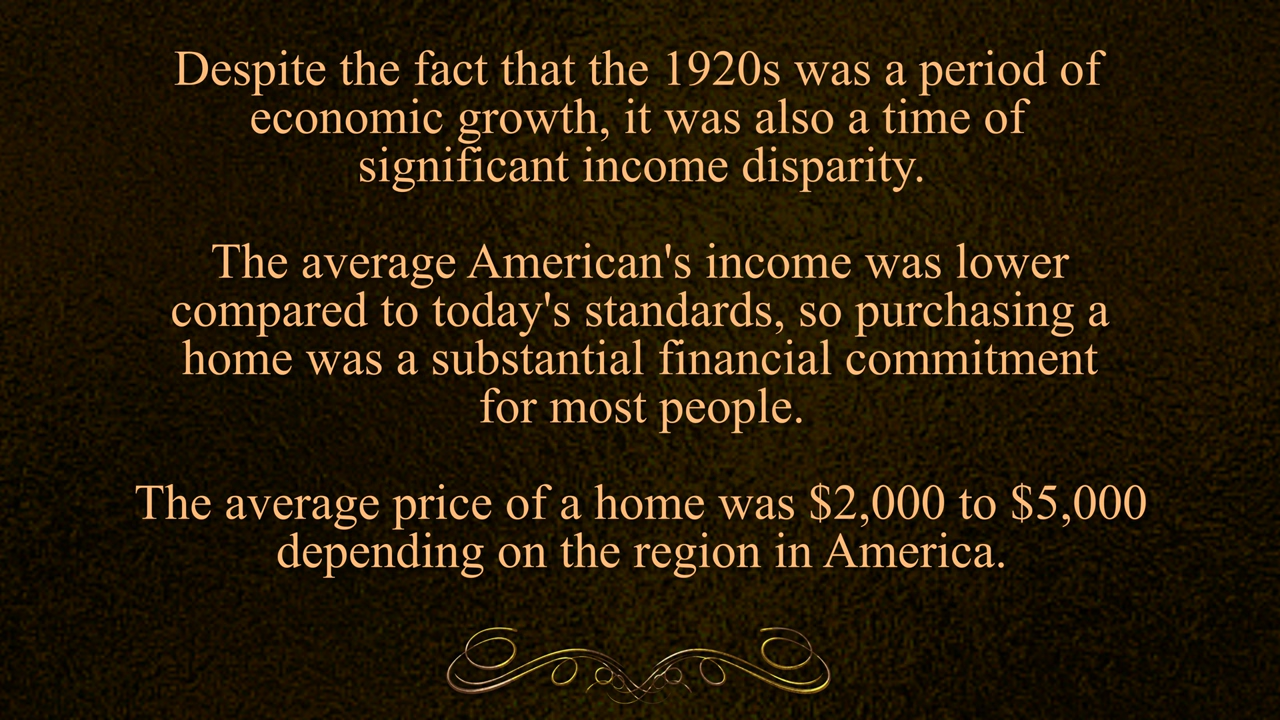 Despite the fact that the 1920s was a period of
economic growth, it was also a time of
significant income disparity.
The average American's income was lower
compared to today's standards, so purchasing a
home was a substantial financial commitment
for most people.
The average price of a home was $2,000 to $5,000
depending on the region in America.